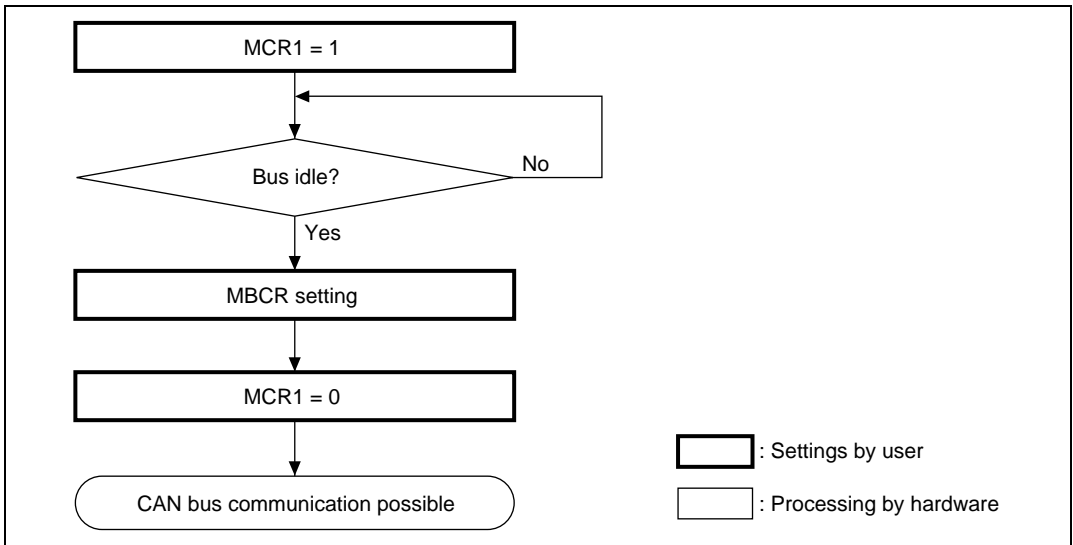 MCR1 = 1
Bus idle?
No
Yes
MBCR setting
MCR1 = 0
CAN bus communication possible
: Settings by user
: Processing by hardware